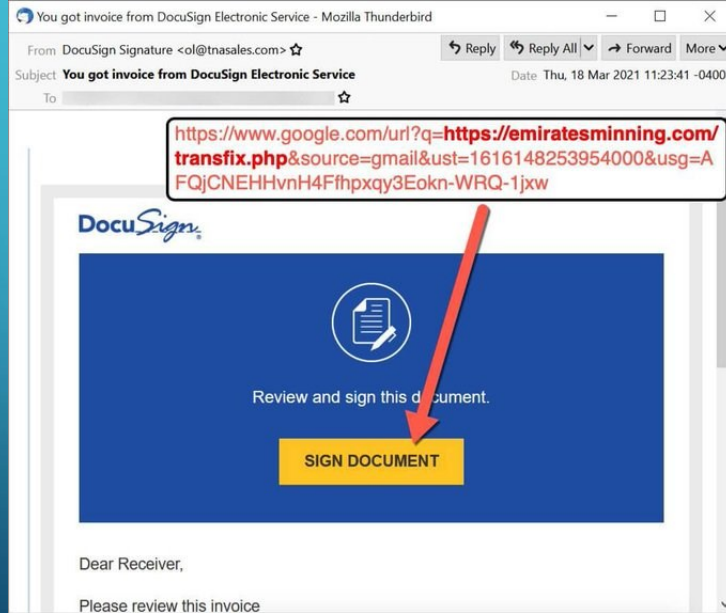 You got invoice from DocuSign Electronic Service - Mozilla Thunderbird
From DocuSign Signature <ol@tnasales.com> Reply Reply All Forward More
Subject You got invoice from DocuSign Electronic Service Date Thu, 18 Mar 2021 11:23:41 -0400
To
https://www.google.com/url?q=https://emiratesminning.com/
transfix.php&source=gmail&ust=1616148253954000&usg=A
FQjCNEHHvnH4Ffhpxqy3Eokn-WRQ-1jxw
DocuSign
Review and sign this document.
SIGN DOCUMENT
Dear Receiver,
Please review this invoice